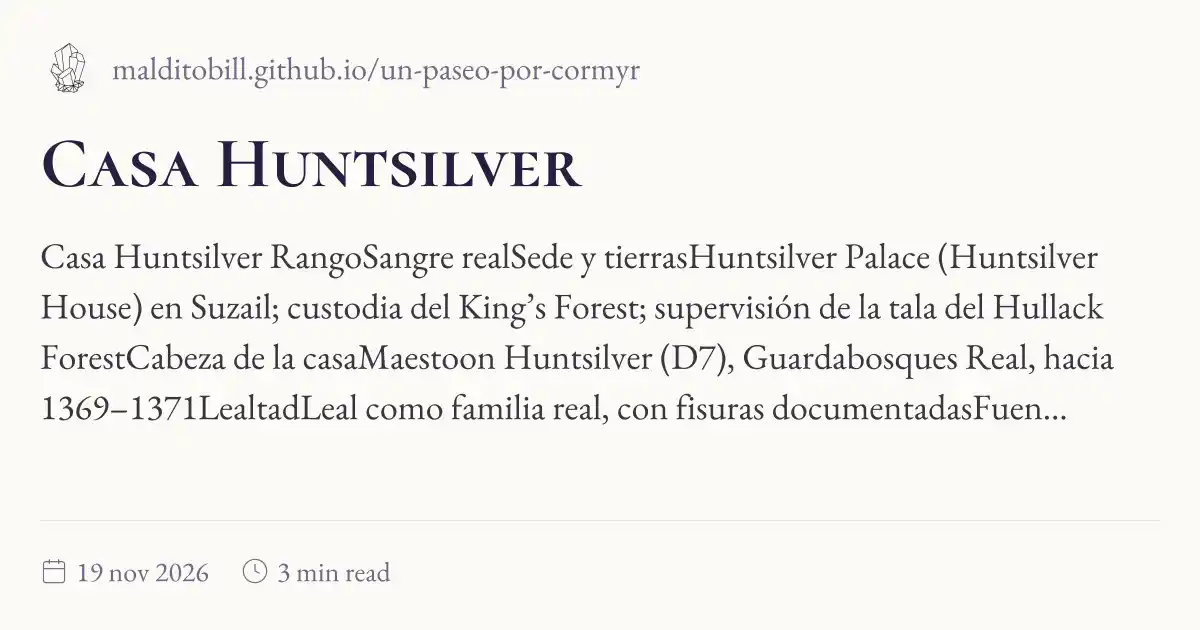 malditobill.github.io/un-paseo-por-cormyr
Casa Huntsilver
Casa Huntsilver RangoSangre realSede y tierrasHuntsilver Palace (Huntsilver
House) en Suzail; custodia del King’s Forest; supervisión de la tala del Hullack
ForestCabeza de la casaMaestoon Huntsilver (D7), Guardabosques Real, hacia
1369–1371LealtadLeal como familia real, con fisuras documentadasFuen...
19 nov 2026
3 min read